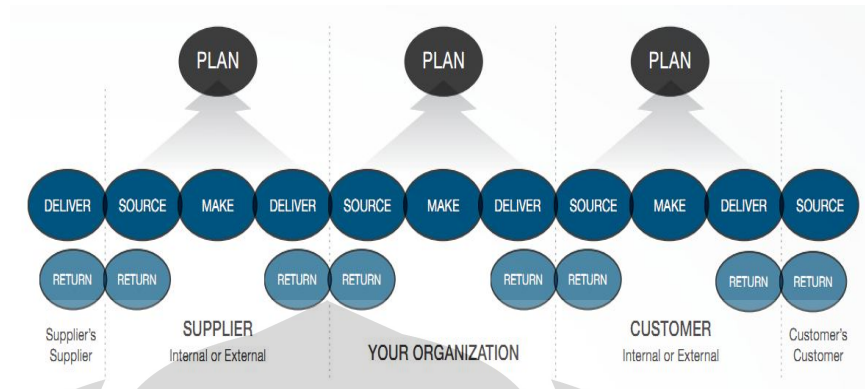 PLAN PLAN PLAN
DELIVER SOURCE MAKE DELIVER SOURCE MAKE DELIVER SOURCE MAKE DELIVER SOURCE
RETURN RETURN RETURN RETURN RETURN RETURN RETURN RETURN
Supplier's
Supplier
SUPPLIER
Internal or External
YOUR ORGANIZATION
CUSTOMER
Internal or External
Customer's
Customer